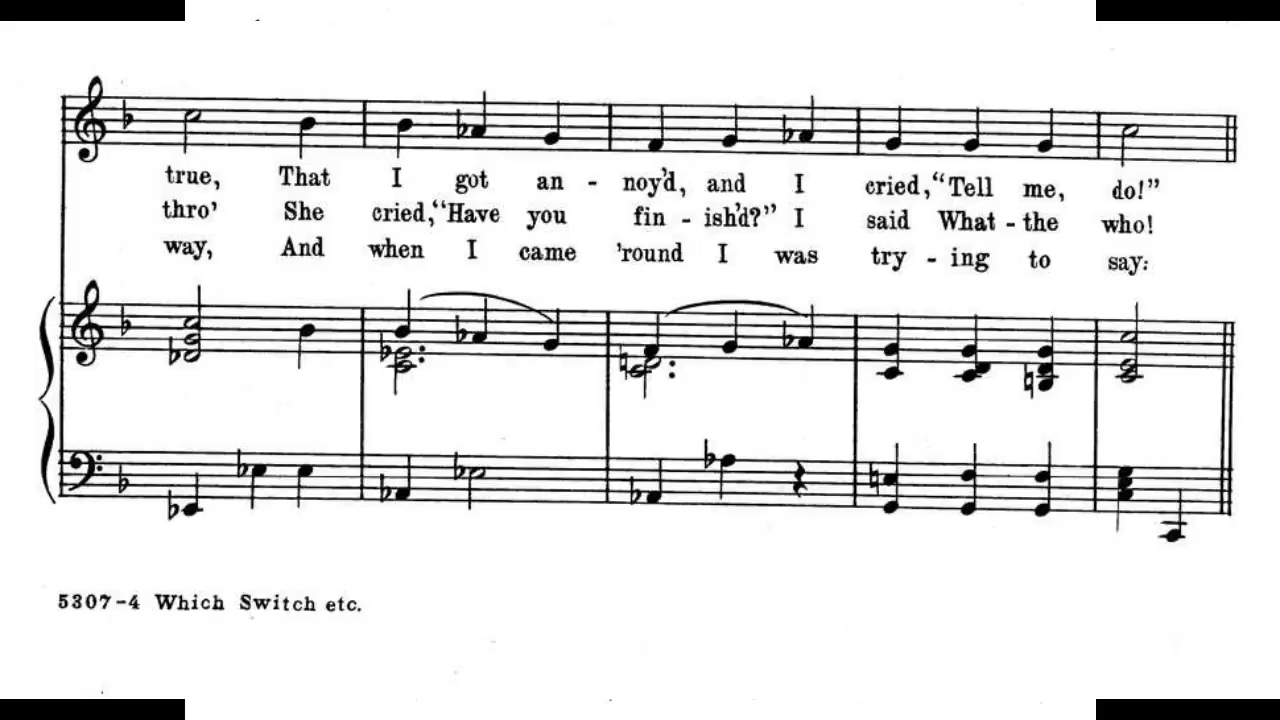 true, That I got an - noy'd, and I cried, "Tell me, do!"
thro' She cried, "Have you fin - ish'd?" I said What - the who!
way, And when I came 'round I was try - ing to say:
5307-4 Which Switch etc.